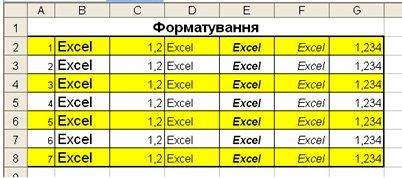 A B C D E F G
1 Форматування
2 1 Excel 1,2 Excel Excel Excel 1,234
3 2 Excel 1,2 Excel Excel Excel 1,234
4 3 Excel 1,2 Excel Excel Excel 1,234
5 4 Excel 1,2 Excel Excel Excel 1,234
6 5 Excel 1,2 Excel Excel Excel 1,234
7 6 Excel 1,2 Excel Excel Excel 1,234
8 7 Excel 1,2 Excel Excel Excel 1,234